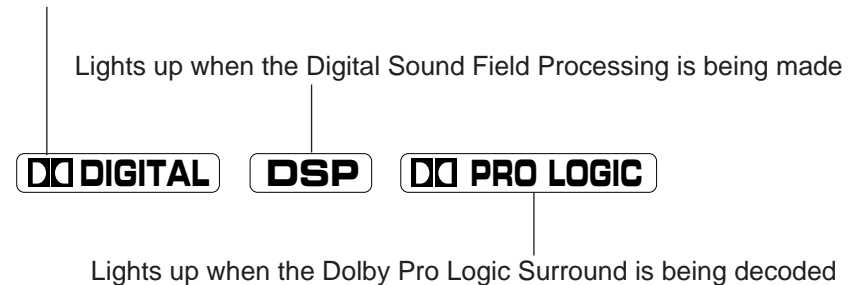 Lights up when the Digital Sound Field Processing is being made
DIGITAL DSP PRO LOGIC
Lights up when the Dolby Pro Logic Surround is being decoded